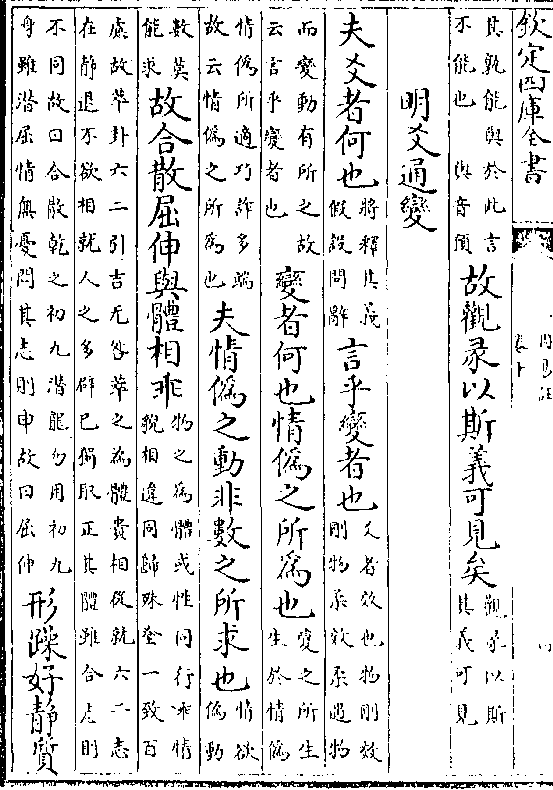 欽定四庫全書
周易註
卷十
其孰能與於此言
不能也 與音預
故觀彖以斯義可見矣
觀彖以斯
其義可見
明爻通變
夫爻者何也
將釋其義
假設問辭
言乎變者也
爻者效也物剛效
剛物柔效柔遇物
而變動有所之故
云言乎變者也
變者何也情偽之所為也
變之所生
生於情偽
情偽所適巧詐多端
故云情偽之所為也
夫情偽之動非數之所求也
情欲
偽動
數莫
能求
故合散屈伸與體相乖
物之為體或性同行乖情
貌相違同歸殊塗一致百
慮故萃卦六二引吉无咎萃之為體貴相從就六二志
在静退不欲相就人之多辟已獨取正其體雖合志則
不同故曰合散乾之初九潛龍勿用初九
身雖潛屈情無憂悶其志則申故曰屈伸
形躁好静質